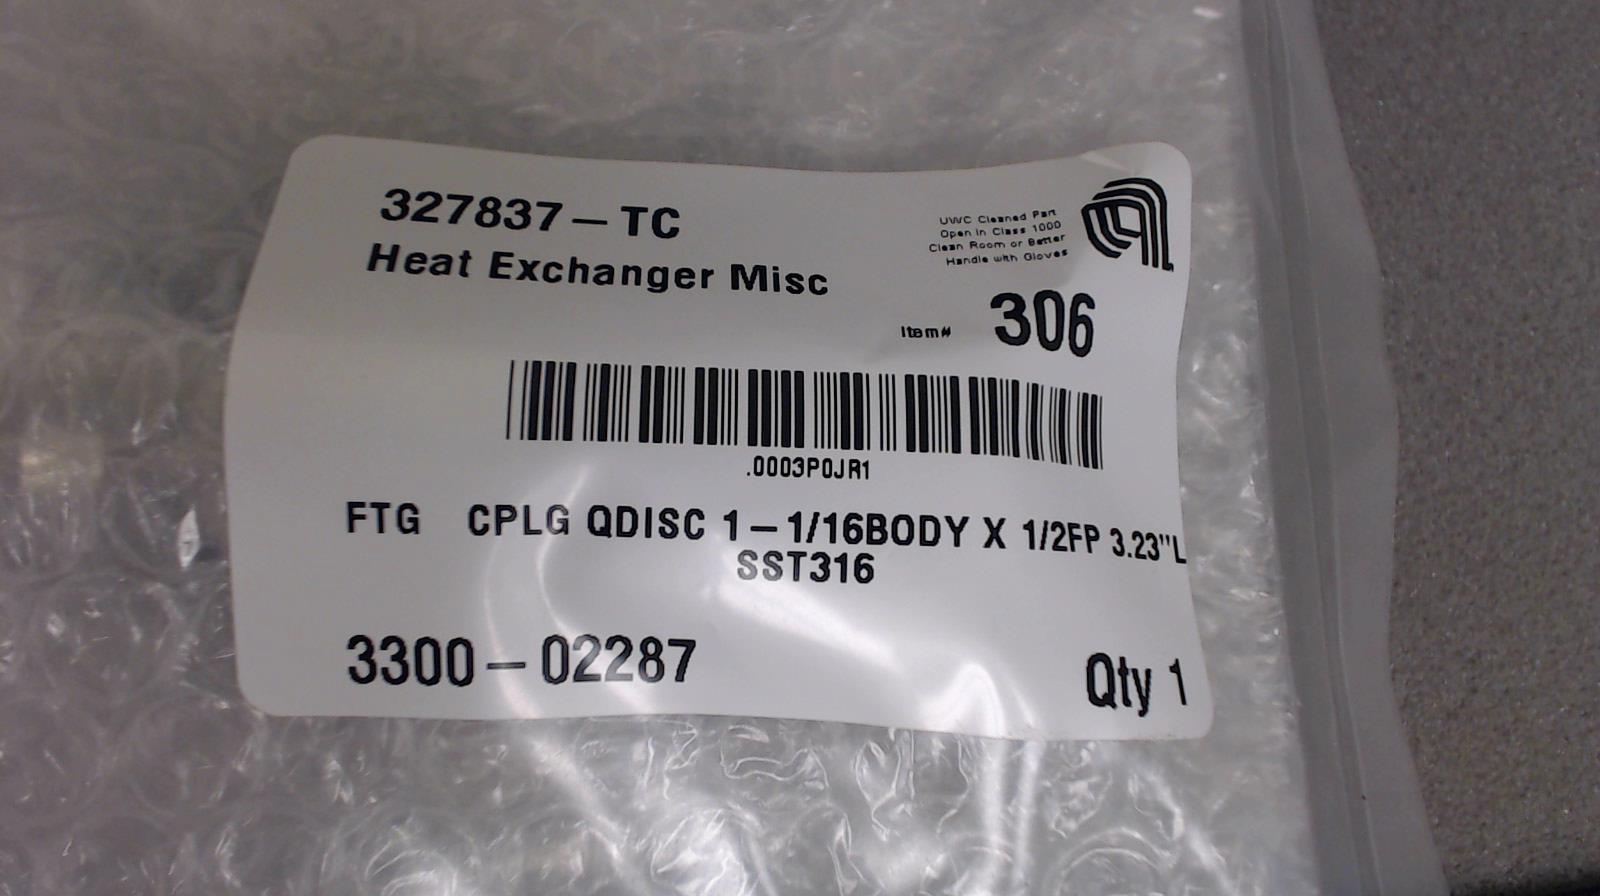 327837-TC
Heat Exchanger Misc
UWC Cleaned Part
Open in Class 1000
Clean Room or Better
Handle with Gloves
Item# 306
.0003P0JR1
FTG CPLG QDISC 1-1/16BODY X 1/2FP 3.23"L
SST316
3300-02287
Qty 1